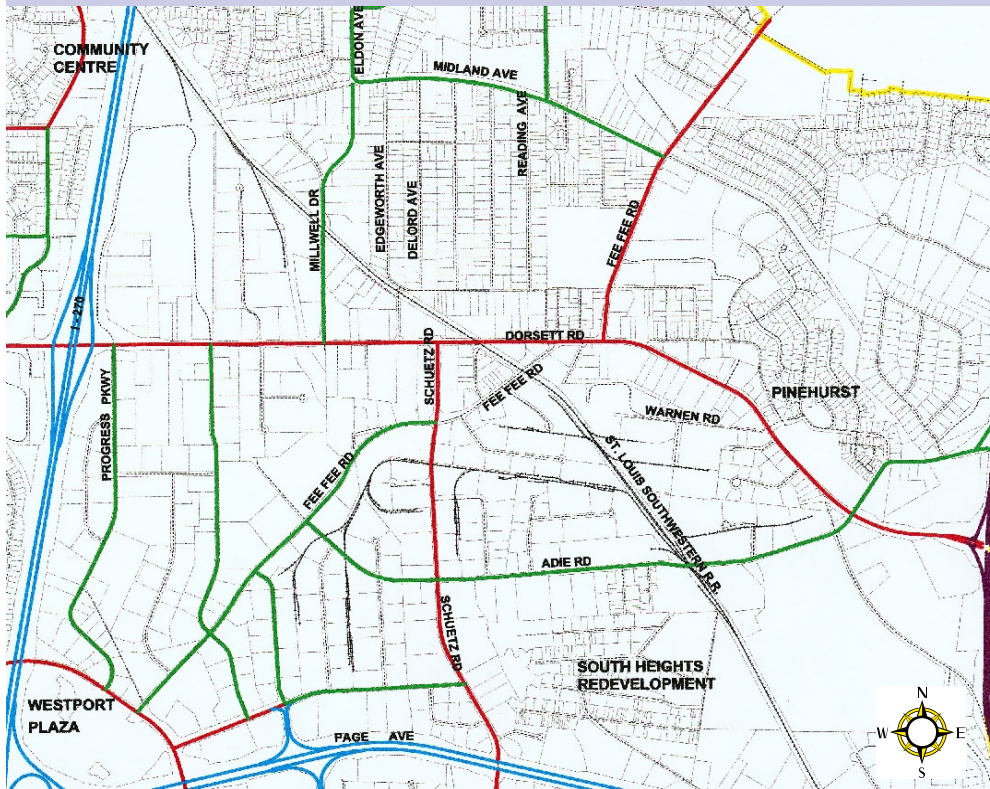 COMMUNITY
CENTRE
ELDON AVE
MIDLAND AVE
READING AVE
EDGEWORTH AVE
DELORD AVE
MILLWELL DR
FEE FEE RD
I - 270
DORSETT RD
SCHUETZ RD
FEE FEE RD
PROGRESS PKWY
PINEHURST
WARNEN RD
FEE FEE RD
ST. LOUIS SOUTHWESTERN R.R.
ADIE RD
SCHUETZ RD
SOUTH HEIGHTS
REDEVELOPMENT
WESTPORT
PLAZA
PAGE AVE
N
W E
S